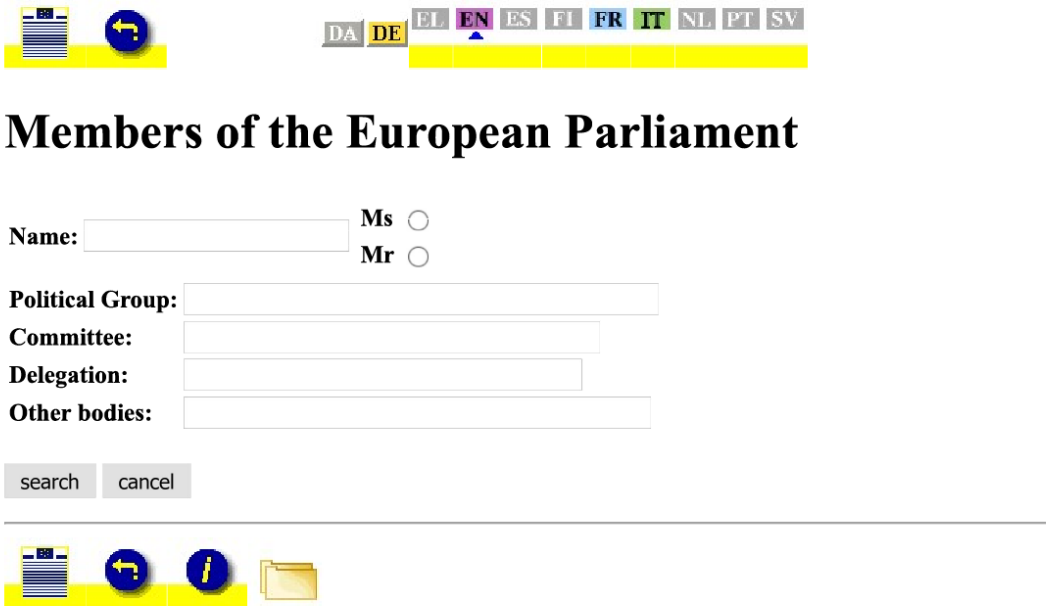 DA DE EL EN ES FI FR IT NL PT SV
Members of the European Parliament
Name:
Ms
Mr
Political Group:
Committee:
Delegation:
Other bodies:
search cancel
i